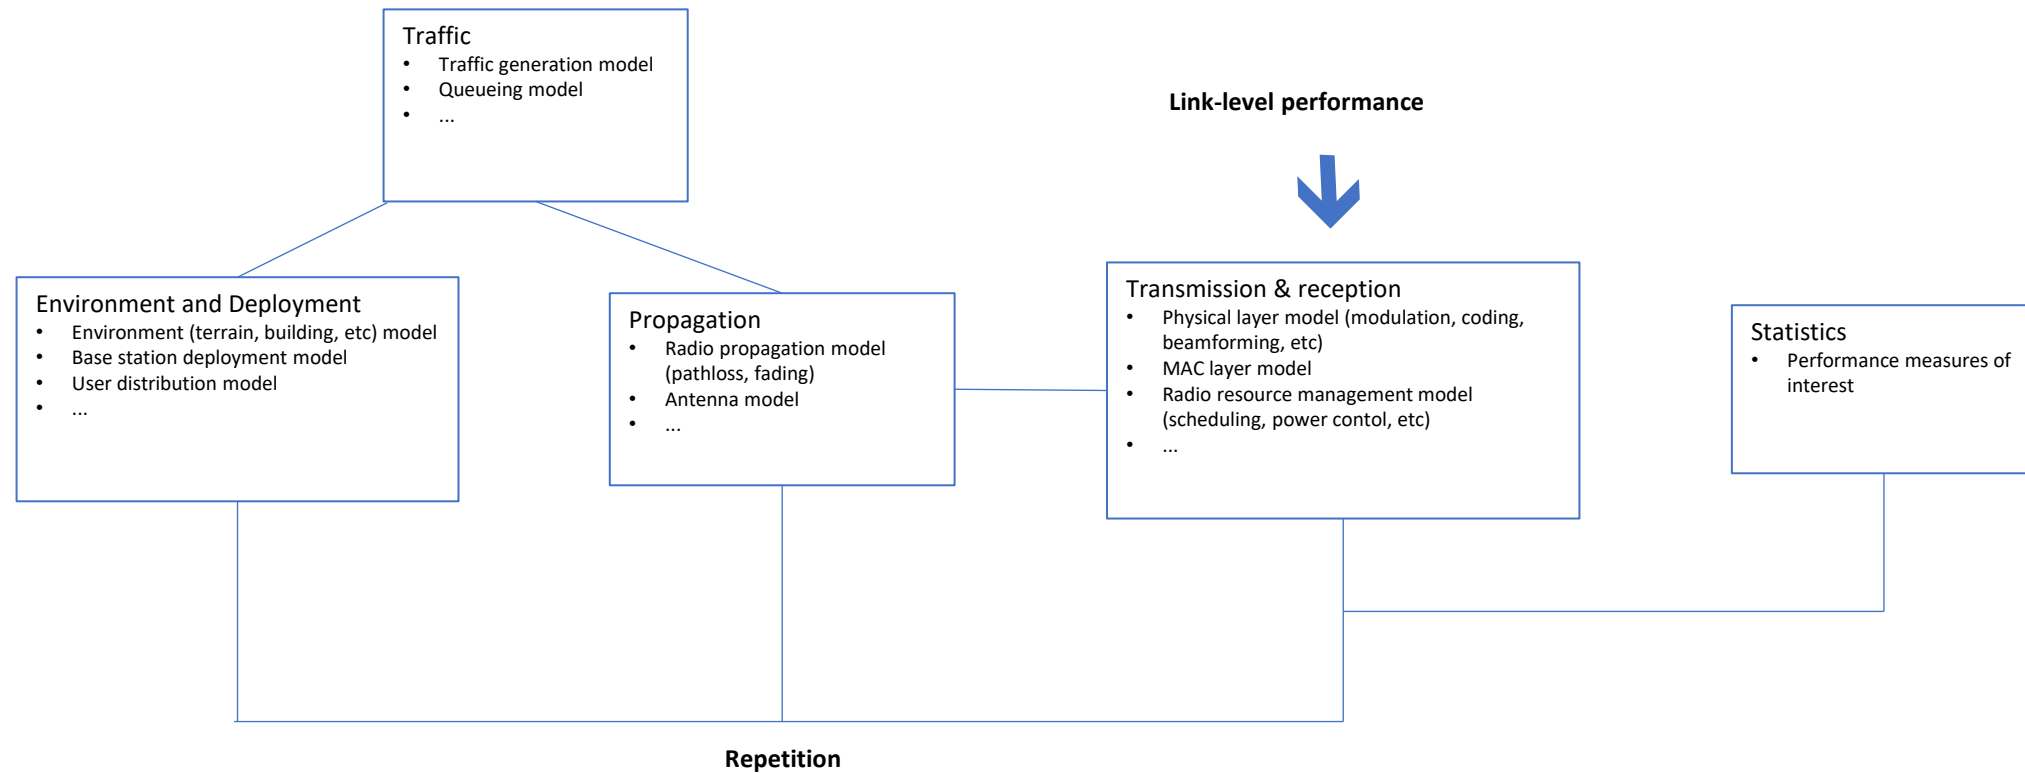 Traffic
• Traffic generation model
• Queueing model
• ...
Link-level performance
Environment and Deployment
• Environment (terrain, building, etc) model
• Base station deployment model
• User distribution model
• ...
Propagation
• Radio propagation model
(pathloss, fading)
• Antenna model
• ...
Transmission & reception
• Physical layer model (modulation, coding,
beamforming, etc)
• MAC layer model
• Radio resource management model
(scheduling, power contol, etc)
• ...
Statistics
• Performance measures of
interest
Repetition